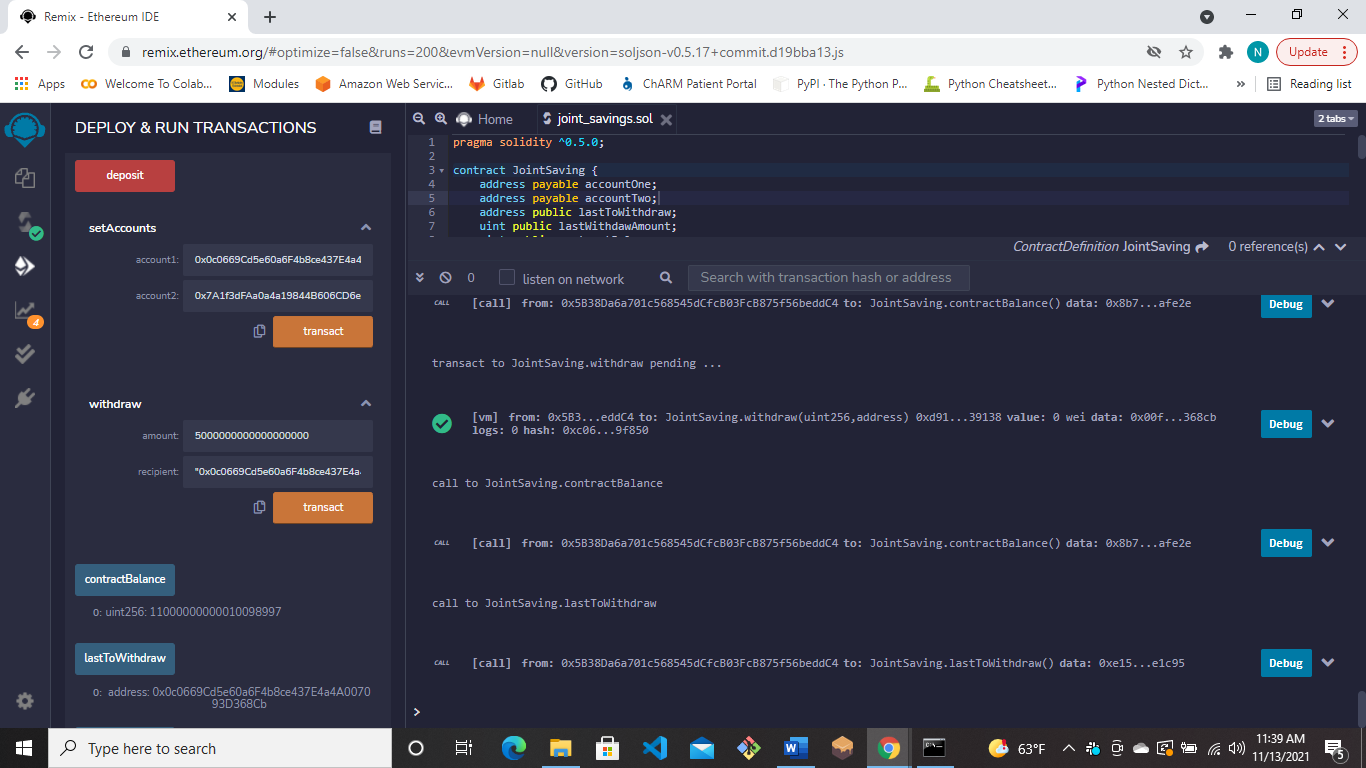 Remix - Ethereum IDE
remix.ethereum.org/#optimize=false&runs=200&evmVersion=null&version=soljson-v0.5.17+commit.d19bba13.js
N
Update
Apps
Welcome To Colab...
Modules
Amazon Web Servic...
Gitlab
GitHub
ChARM Patient Portal
PyPI · The Python P...
Python Cheatsheet...
Python Nested Dict...
»
Reading list
DEPLOY & RUN TRANSACTIONS
4
deposit
setAccounts
account1: 0x0c0669Cd5e60a6F4b8ce437E4a4
account2: 0x7A1f3dFAa0a4a19844B606CD6e
transact
withdraw
amount: 5000000000000000000
recipient: "0x0c0669Cd5e60a6F4b8ce437E4a
transact
contractBalance
0: uint256: 11000000000010098997
lastToWithdraw
0: address: 0x0c0669Cd5e60a6F4b8ce437E4a4A0070
93D368Cb
Home
joint_savings.sol
2 tabs
1 pragma solidity ^0.5.0;
2
3 contract JointSaving {
4 address payable accountOne;
5 address payable accountTwo;
6 address public lastToWithdraw;
7 uint public lastWithdawAmount;
ContractDefinition JointSaving
0 reference(s)
0
listen on network
Search with transaction hash or address
CALL [call] from: 0x5B38Da6a701c568545dCfcB03FcB875f56beddC4 to: JointSaving.contractBalance() data: 0x8b7...afe2e
Debug
transact to JointSaving.withdraw pending ...
[vm] from: 0x5B3...eddC4 to: JointSaving.withdraw(uint256,address) 0xd91...39138 value: 0 wei data: 0x00f...368cb
logs: 0 hash: 0xc06...9f850
Debug
call to JointSaving.contractBalance
CALL [call] from: 0x5B38Da6a701c568545dCfcB03FcB875f56beddC4 to: JointSaving.contractBalance() data: 0x8b7...afe2e
Debug
call to JointSaving.lastToWithdraw
CALL [call] from: 0x5B38Da6a701c568545dCfcB03FcB875f56beddC4 to: JointSaving.lastToWithdraw() data: 0xe15...e1c95
Debug
>
Type here to search
63°F
11:39 AM
11/13/2021
5